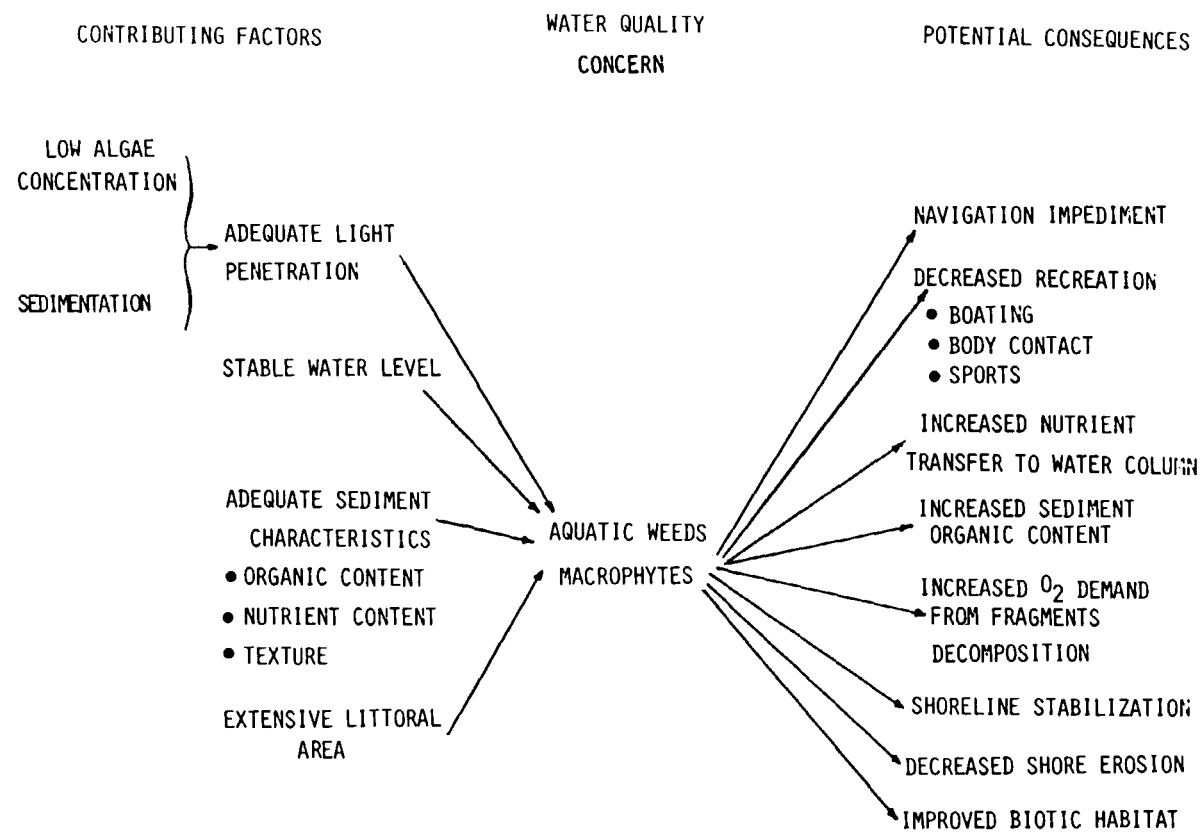 CONTRIBUTING FACTORS
WATER QUALITY
CONCERN
POTENTIAL CONSEQUENCES
LOW ALGAE
CONCENTRATION
SEDIMENTATION
ADEQUATE LIGHT
PENETRATION
STABLE WATER LEVEL
ADEQUATE SEDIMENT
CHARACTERISTICS
• ORGANIC CONTENT
• NUTRIENT CONTENT
• TEXTURE
EXTENSIVE LITTORAL
AREA
AQUATIC WEEDS
MACROPHYTES
NAVIGATION IMPEDIMENT
DECREASED RECREATION
• BOATING
• BODY CONTACT
• SPORTS
INCREASED NUTRIENT
TRANSFER TO WATER COLUMN
INCREASED SEDIMENT
ORGANIC CONTENT
INCREASED O2 DEMAND
FROM FRAGMENTS
DECOMPOSITION
SHORELINE STABILIZATION
DECREASED SHORE EROSION
IMPROVED BIOTIC HABITAT